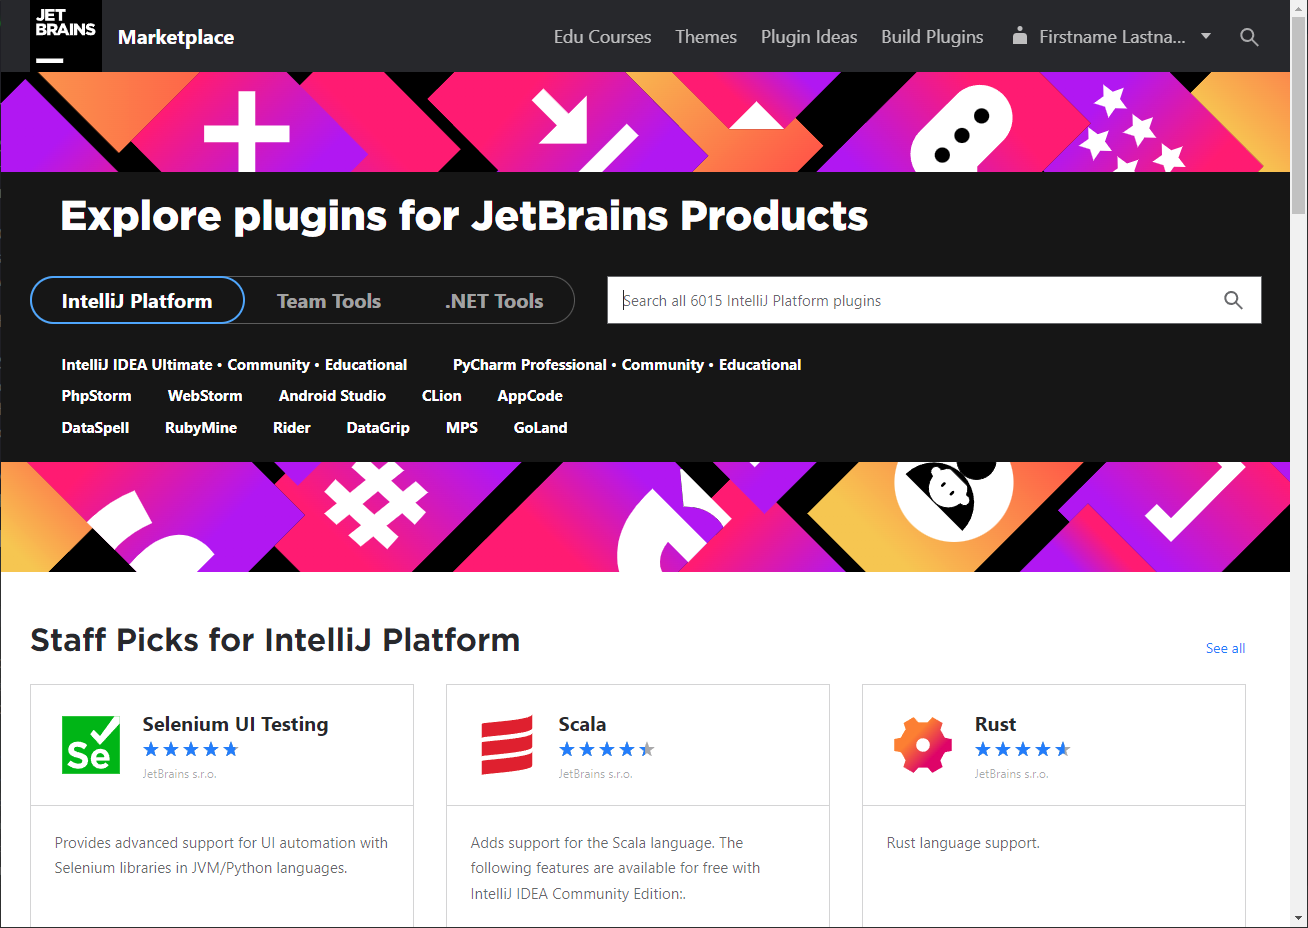 JET
BRAINS
Marketplace
Edu Courses Themes Plugin Ideas Build Plugins Firstname Lastna...
Explore plugins for JetBrains Products
IntelliJ Platform Team Tools .NET Tools
Search all 6015 IntelliJ Platform plugins
IntelliJ IDEA Ultimate • Community • Educational PyCharm Professional • Community • Educational
PhpStorm WebStorm Android Studio CLion AppCode
DataSpell RubyMine Rider DataGrip MPS GoLand
Staff Picks for IntelliJ Platform
See all
Se
Selenium UI Testing
JetBrains s.r.o.
Provides advanced support for UI automation with
Selenium libraries in JVM/Python languages.
Scala
JetBrains s.r.o.
Adds support for the Scala language. The
following features are available for free with
IntelliJ IDEA Community Edition:.
Rust
JetBrains s.r.o.
Rust language support.